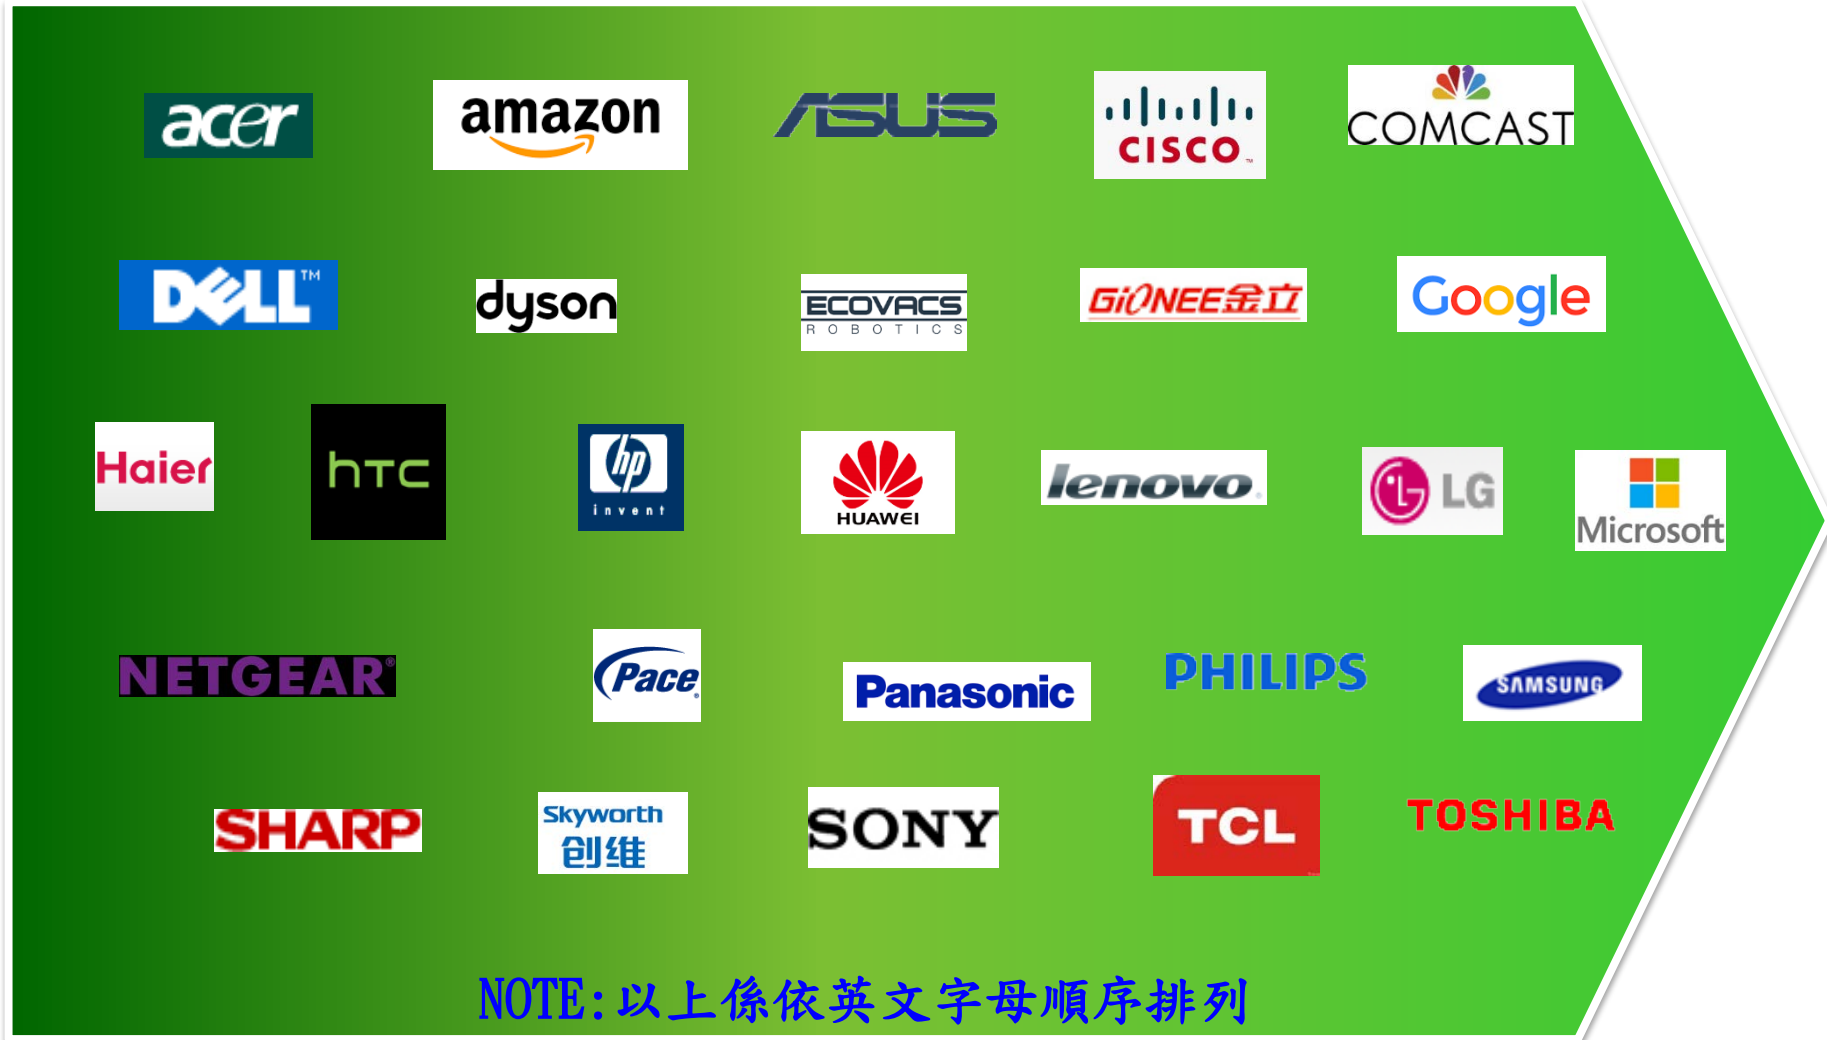 acer amazon ASUS CISCO™ COMCAST
DELL™ dyson ECOVACS GiONEE金立 Google
ROBOTICS
Haier hTC hp HUAWEI lenovo® LG Microsoft
invent
NETGEAR® Pace® Panasonic PHILIPS SAMSUNG
SHARP Skyworth SONY TCL TOSHIBA
创维
NOTE:以上係依英文字母順序排列